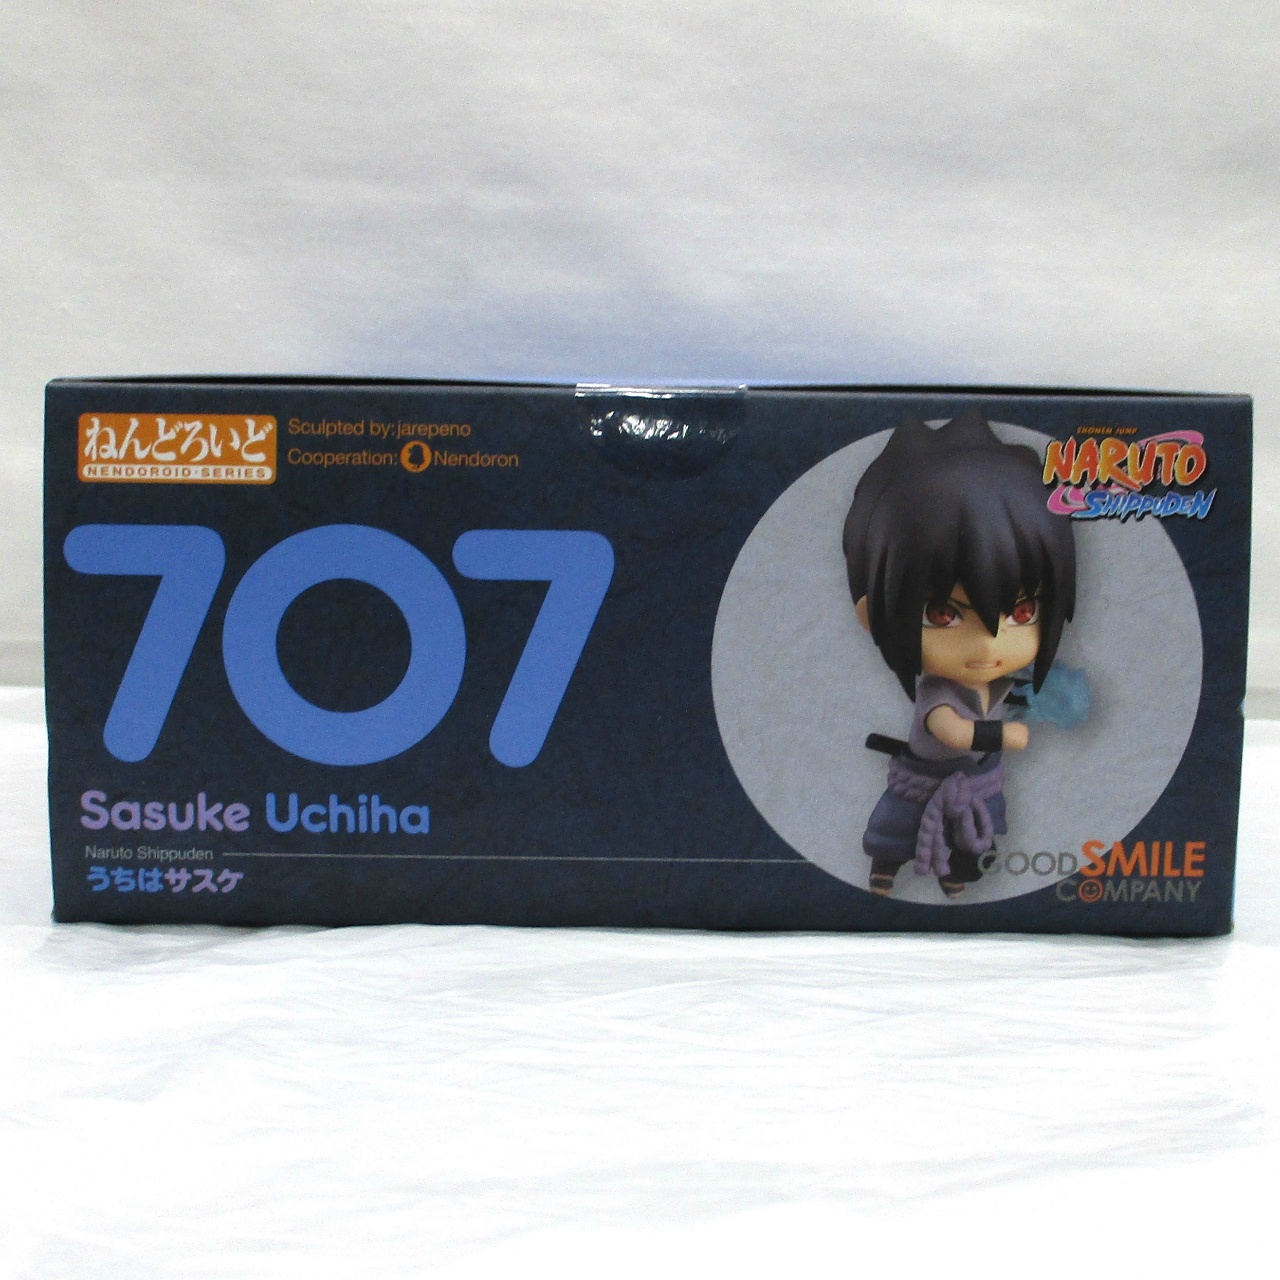 ねんどろいど
NENDOROID・SERIES
Sculpted by:jarepeno
Cooperation: Nendoron
707
Sasuke Uchiha
Naruto Shippuden
うちはサスケ
SHONEN JUMP
NARUTO
SHIPPUDEN
GOOD SMILE
COMPANY